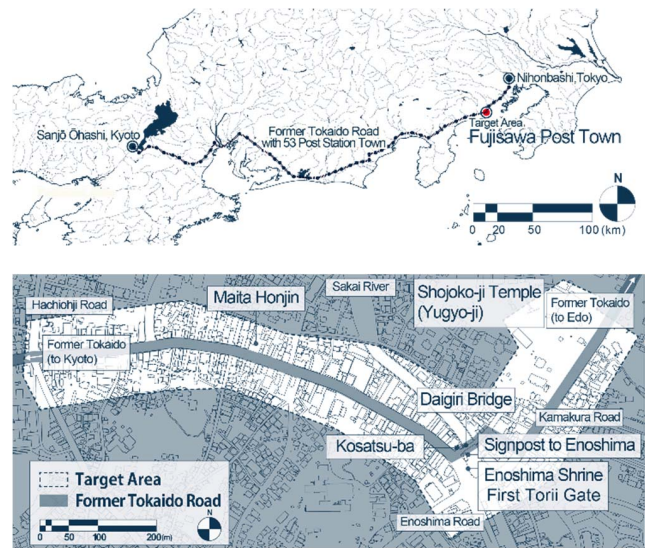 Nihonbashi,Tokyo
Target Area
Fujisawa Post Town
Former Tokaido Road
with 53 Post Station Town
Sanjō Ōhashi, Kyoto
N
0 20 60 100(km)
Hachiohji Road
Maita Honjin
Sakai River
Shojoko-ji Temple
(Yugyo-ji)
Former Tokaido
(to Edo)
Former Tokaido
(to Kyoto)
Daigiri Bridge
Kamakura Road
Kosatsu-ba
Signpost to Enoshima
Enoshima Shrine
First Torii Gate
Enoshima Road
Target Area
Former Tokaido Road
0 50 100 200(m)
N